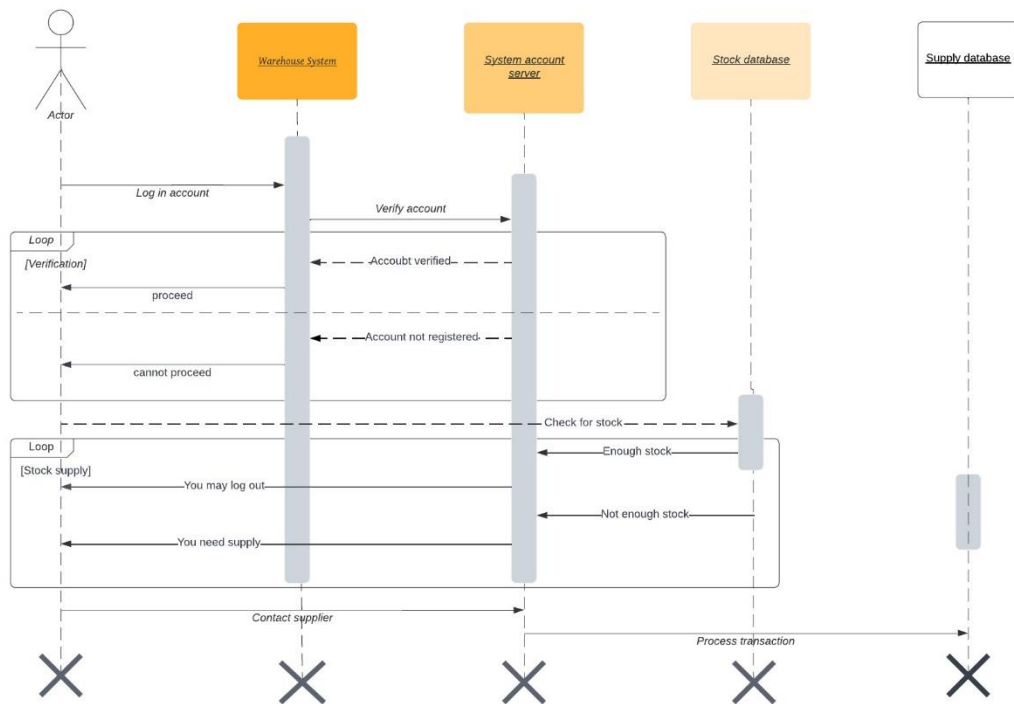 Warehouse System
System account
server
Stock database
Supply database
Actor
Log in account
Verify account
Loop
[Verification]
Accoubt verified
proceed
Account not registered
cannot proceed
Check for stock
Loop
Enough stock
[Stock supply]
You may log out
Not enough stock
You need supply
Contact supplier
Process transaction